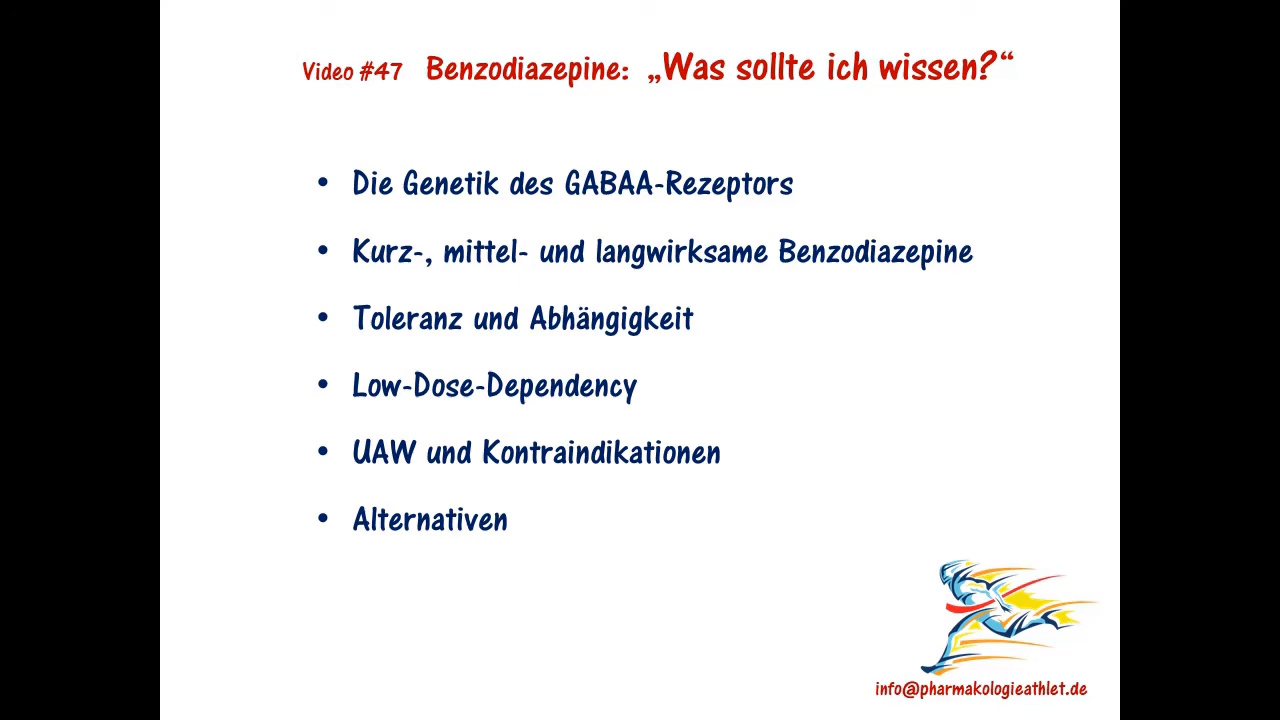 Video #47 Benzodiazepine: „Was sollte ich wissen?“
• Die Genetik des GABAA-Rezeptors
• Kurz-, mittel- und langwirksame Benzodiazepine
• Toleranz und Abhängigkeit
• Low-Dose-Dependency
• UAW und Kontraindikationen
• Alternativen
info@pharmakologieathlet.de